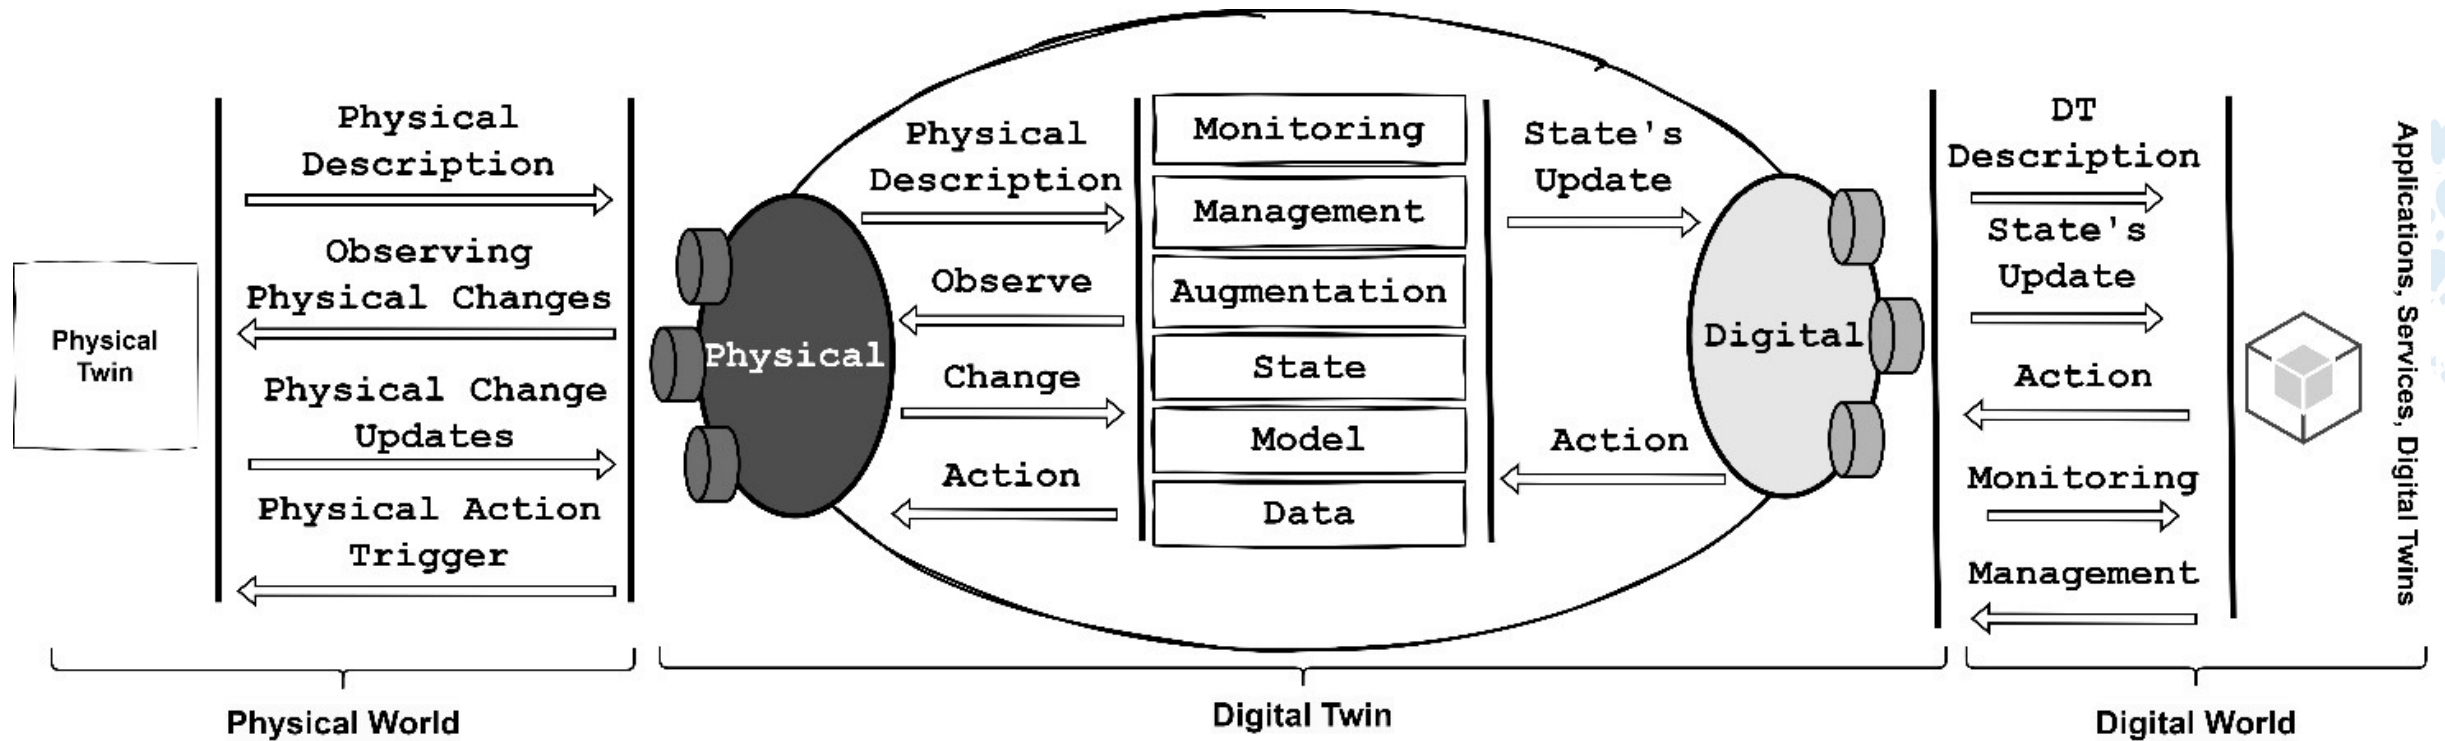 Physical
Twin
Physical
Description
Observing
Physical Changes
Physical Change
Updates
Physical Action
Trigger
Physical
Physical
Description
Observe
Change
Action
Monitoring
Management
Augmentation
State
Model
Data
State's
Update
Action
Digital
DT
Description
State's
Update
Action
Monitoring
Management
Applications, Services, Digital Twins
Physical World
Digital Twin
Digital World